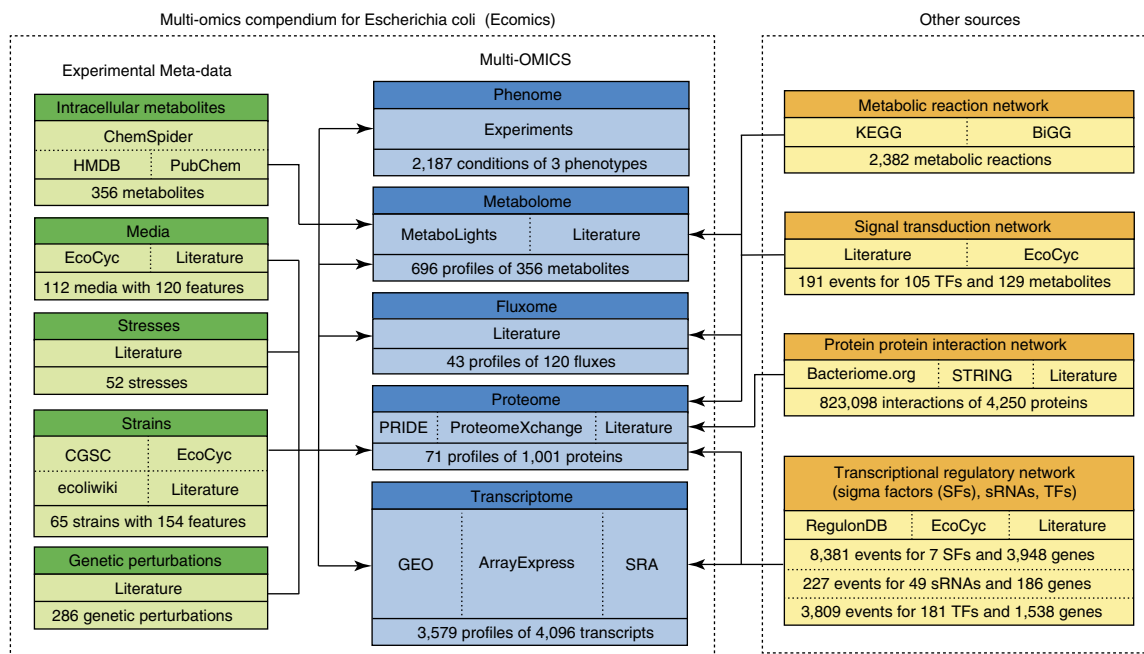 Multi-omics compendium for Escherichia coli (Ecomics)
Experimental Meta-data
Intracellular metabolites
ChemSpider
HMDB PubChem
356 metabolites
Media
EcoCyc Literature
112 media with 120 features
Stresses
Literature
52 stresses
Strains
CGSC EcoCyc
ecoliwiki Literature
65 strains with 154 features
Genetic perturbations
Literature
286 genetic perturbations
Multi-OMICS
Phenome
Experiments
2,187 conditions of 3 phenotypes
Metabolome
MetaboLights Literature
696 profiles of 356 metabolites
Fluxome
Literature
43 profiles of 120 fluxes
Proteome
PRIDE ProteomeXchange Literature
71 profiles of 1,001 proteins
Transcriptome
GEO ArrayExpress SRA
3,579 profiles of 4,096 transcripts
Other sources
Metabolic reaction network
KEGG BiGG
2,382 metabolic reactions
Signal transduction network
Literature EcoCyc
191 events for 105 TFs and 129 metabolites
Protein protein interaction network
Bacteriome.org STRING Literature
823,098 interactions of 4,250 proteins
Transcriptional regulatory network
(sigma factors (SFs), sRNAs, TFs)
RegulonDB EcoCyc Literature
8,381 events for 7 SFs and 3,948 genes
227 events for 49 sRNAs and 186 genes
3,809 events for 181 TFs and 1,538 genes